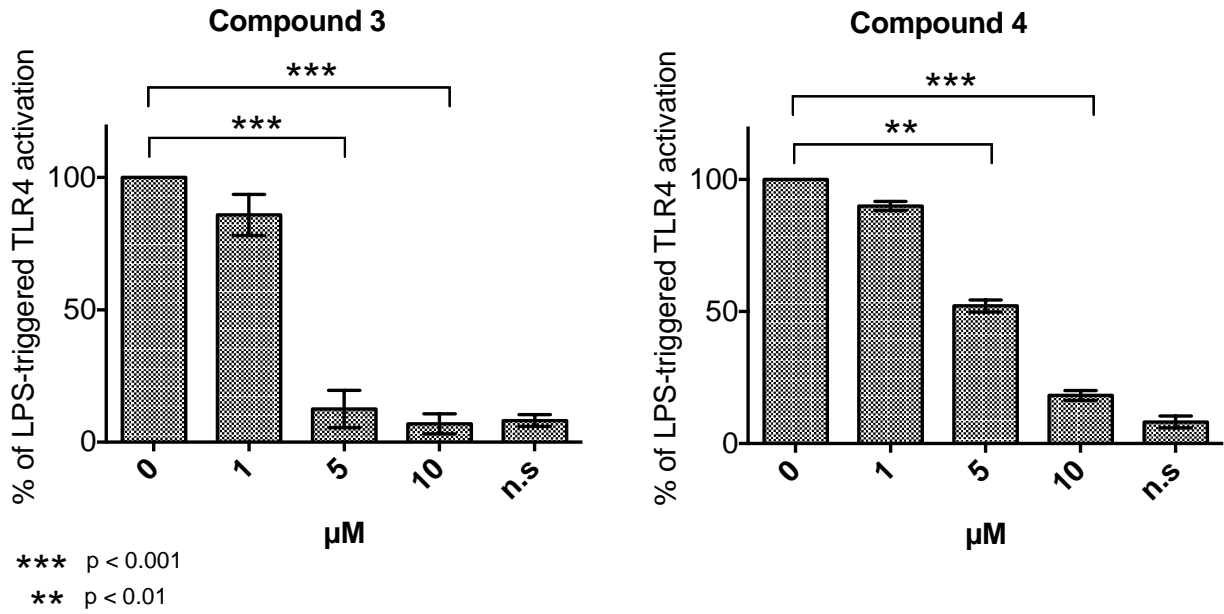 Compound 3
% of LPS-triggered TLR4 activation
***
***
100
50
0
0 1 5 10 n.s
µM
*** p < 0.001
** p < 0.01
Compound 4
% of LPS-triggered TLR4 activation
***
**
100
50
0
0 1 5 10 n.s
µM